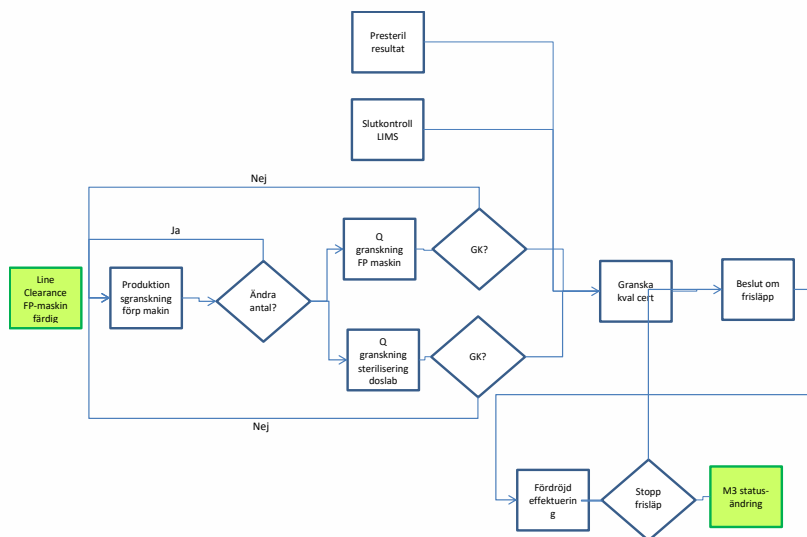 Presteril
resultat
Slutkontroll
LIMS
Nej
Ja
Line
Clearance
FP-maskin
färdig
Produktion
sgranskning
förp makin
Ändra
antal?
Q
granskning
FP maskin
GK?
Q
granskning
sterilisering
doslab
GK?
Nej
Granska
kval cert
Beslut om
frisläpp
Fördröjd
effektuerin
g
Stopp
frisläp
M3 status-
ändring